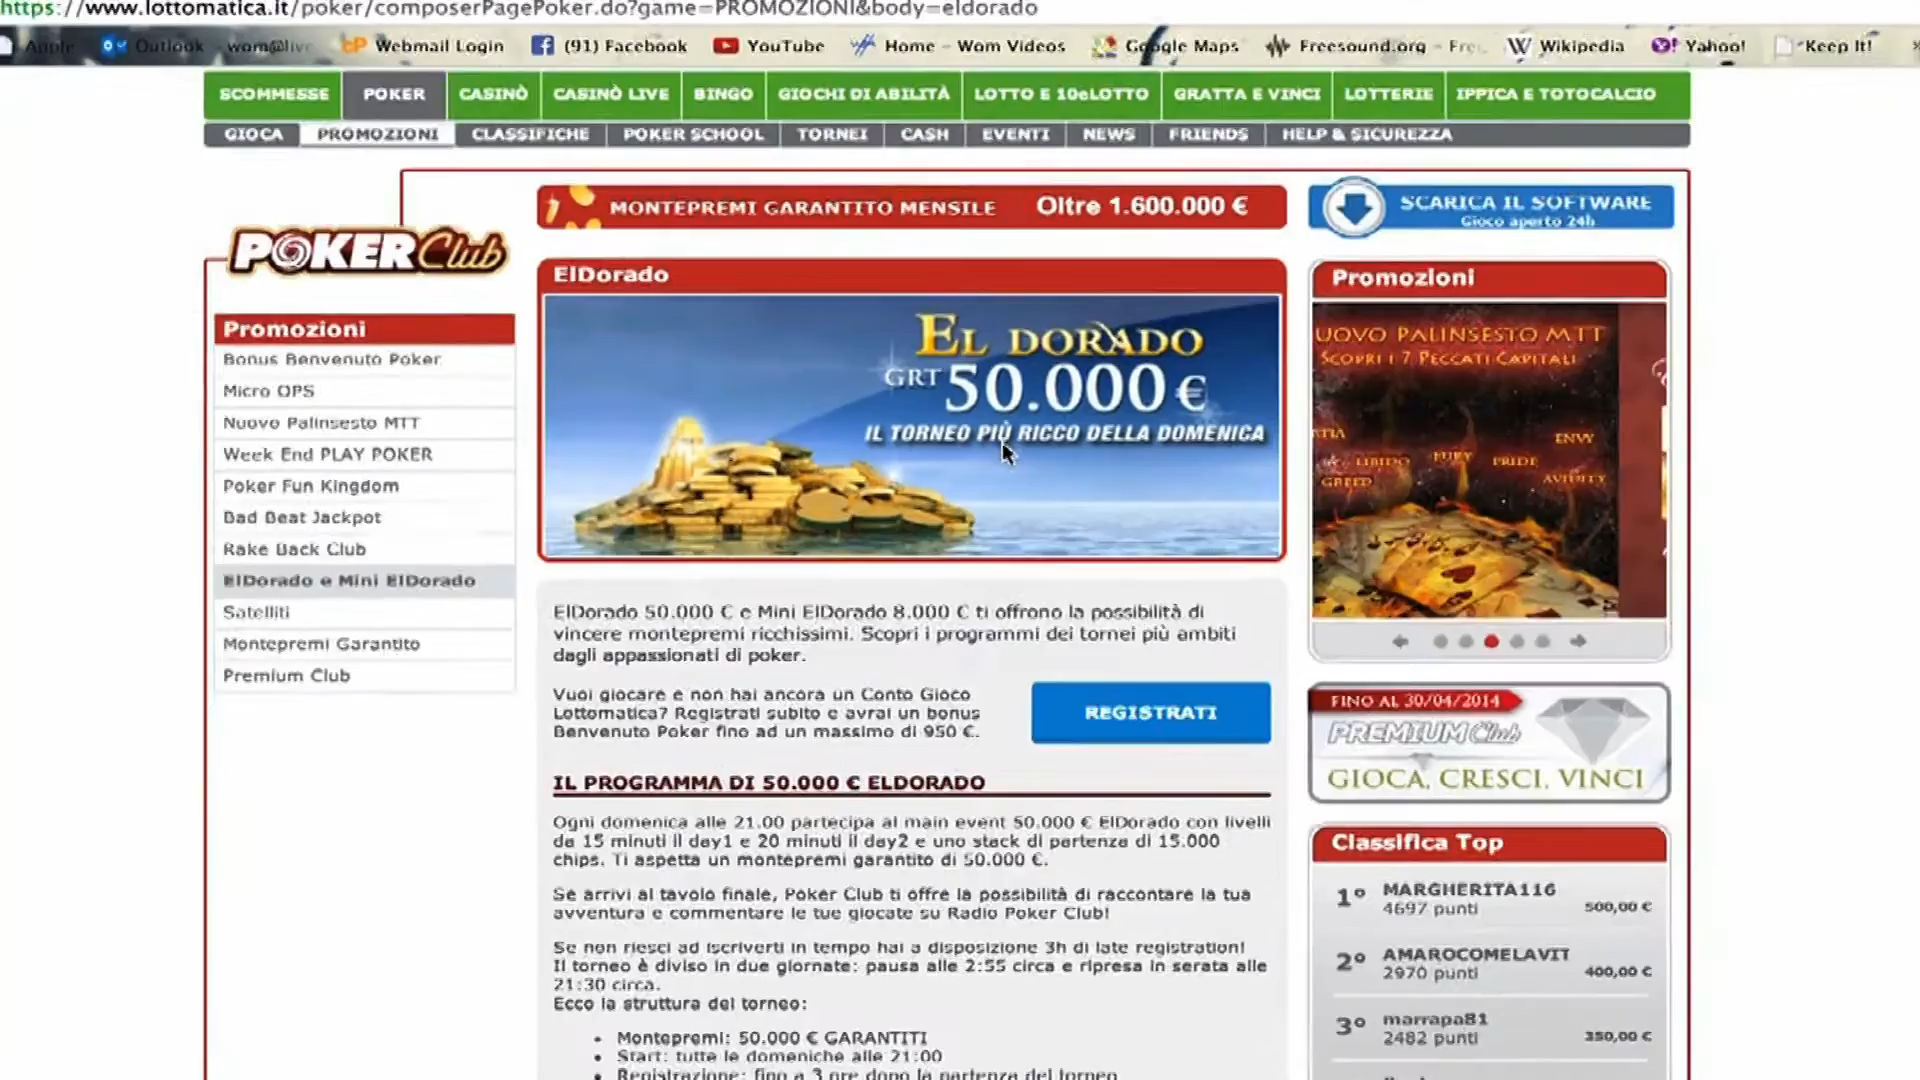 https://www.lottomatica.it/poker/composerPagePoker.do?game=PROMOZIONI&body=eldorado
Apple Outlook - wom@live Webmail Login (91) Facebook YouTube Home - Wom Videos Google Maps Freesound.org - Fre... Wikipedia Yahoo! "Keep It!
SCOMMESSE POKER CASINÒ CASINÒ LIVE BINGO GIOCHI DI ABILITÀ LOTTO E 10eLOTTO GRATTA E VINCI LOTTERIE IPPICA E TOTOCALCIO
GIOCA PROMOZIONI CLASSIFICHE POKER SCHOOL TORNEI CASH EVENTI NEWS FRIENDS HELP & SICUREZZA
POKER Club
Promozioni
Bonus Benvenuto Poker
Micro OPS
Nuovo Palinsesto MTT
Week End PLAY POKER
Poker Fun Kingdom
Bad Beat Jackpot
Rake Back Club
ElDorado e Mini ElDorado
Satelliti
Montepremi Garantito
Premium Club
MONTEPREMI GARANTITO MENSILE Oltre 1.600.000 €
ElDorado
EL DORADO
GRT 50.000 €
IL TORNEO PIÙ RICCO DELLA DOMENICA
ElDorado 50.000 € e Mini ElDorado 8.000 € ti offrono la possibilità di
vincere montepremi ricchissimi. Scopri i programmi dei tornei più ambiti
dagli appassionati di poker.
Vuoi giocare e non hai ancora un Conto Gioco
Lottomatica? Registrati subito e avrai un bonus
Benvenuto Poker fino ad un massimo di 950 €.
REGISTRATI
IL PROGRAMMA DI 50.000 € ELDORADO
Ogni domenica alle 21.00 partecipa al main event 50.000 € ElDorado con livelli
da 15 minuti il day1 e 20 minuti il day2 e uno stack di partenza di 15.000
chips. Ti aspetta un montepremi garantito di 50.000 €.
Se arrivi al tavolo finale, Poker Club ti offre la possibilità di raccontare la tua
avventura e commentare le tue giocate su Radio Poker Club!
Se non riesci ad iscriverti in tempo hai a disposizione 3h di late registration!
Il torneo è diviso in due giornate: pausa alle 2:55 circa e ripresa in serata alle
21:30 circa.
Ecco la struttura del torneo:
• Montepremi: 50.000 € GARANTITI
• Start: tutte le domeniche alle 21:00
• Registrazione: fino a 3 ore dopo la partenza del torneo
SCARICA IL SOFTWARE
Gioco aperto 24h
Promozioni
UOVO PALINSESTO MTT
SCOPRI I 7 PECCATI CAPITALI
ENVY
LIBIDO FURY PRIDE
GREED AVIDITY
FINO AL 30/04/2014
PREMIUM Club
GIOCA, CRESCI, VINCI
Classifica Top
1° MARGHERITA116
4697 punti 500,00 €
2° AMAROCOMELAVIT
2970 punti 400,00 €
3° marrapa81
2482 punti 350,00 €